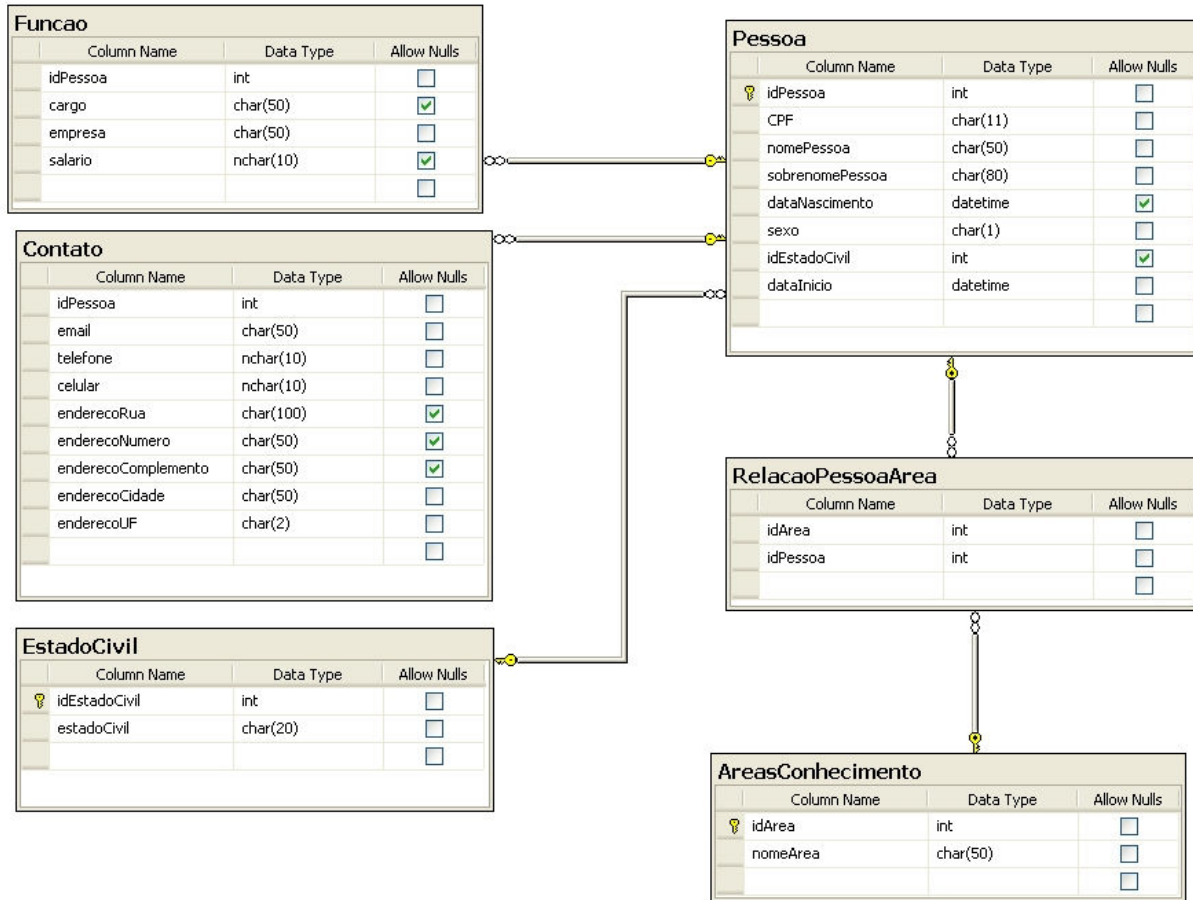 Funcao
Column Name Data Type Allow Nulls
idPessoa int
cargo char(50)
empresa char(50)
salario nchar(10)
Contato
Column Name Data Type Allow Nulls
idPessoa int
email char(50)
telefone nchar(10)
celular nchar(10)
enderecoRua char(100)
enderecoNumero char(50)
enderecoComplemento char(50)
enderecoCidade char(50)
enderecoUF char(2)
EstadoCivil
Column Name Data Type Allow Nulls
idEstadoCivil int
estadoCivil char(20)
Pessoa
Column Name Data Type Allow Nulls
idPessoa int
CPF char(11)
nomePessoa char(50)
sobrenomePessoa char(80)
dataNascimento datetime
sexo char(1)
idEstadoCivil int
dataInicio datetime
RelacaoPessoaArea
Column Name Data Type Allow Nulls
idArea int
idPessoa int
AreasConhecimento
Column Name Data Type Allow Nulls
idArea int
nomeArea char(50)